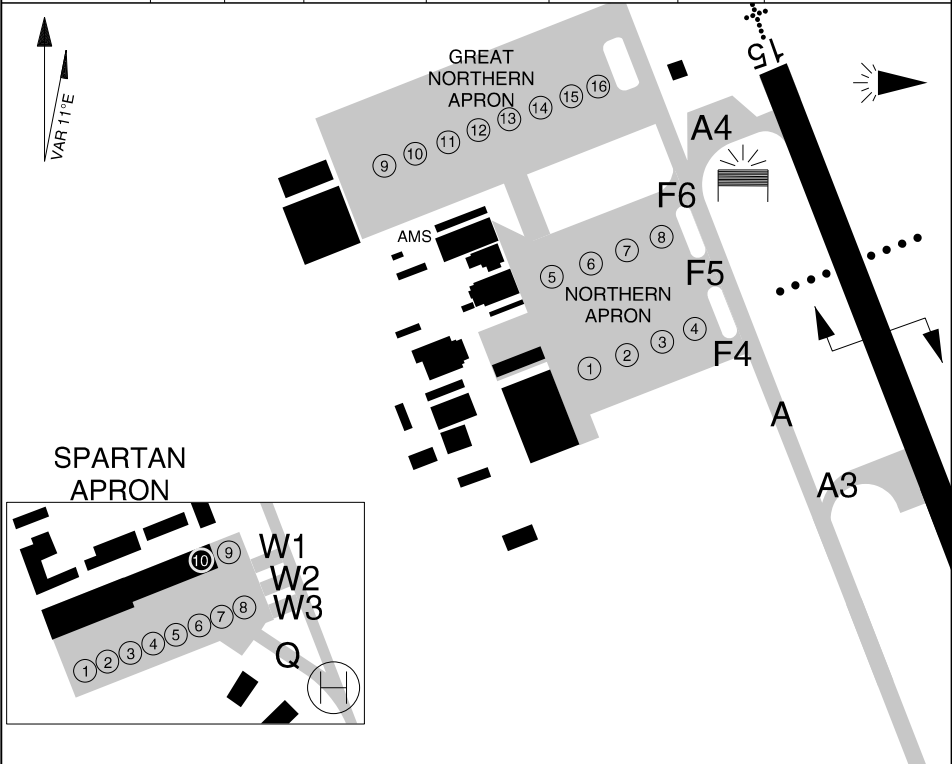 VAR 11°E
GREAT
NORTHERN
APRON
9 10 11 12 13 14 15 16
15
A4
F6
AMS
5 6 7 8
F5
NORTHERN
APRON
1 2 3 4
F4
A
A3
SPARTAN
APRON
10 9
W1
W2
W3
1 2 3 4 5 6 7 8
Q
H